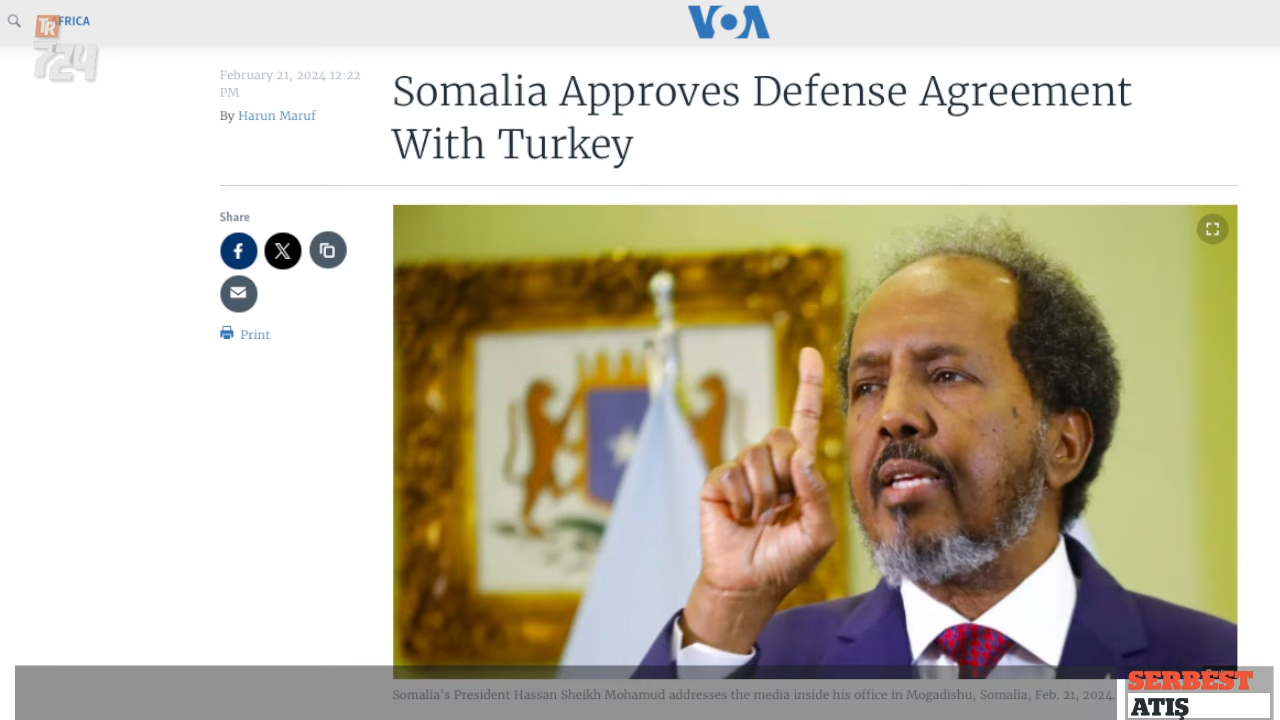 AFRICA
TR
724
VOA
February 21, 2024 12:22
PM
By Harun Maruf
Somalia Approves Defense Agreement
With Turkey
Share
Print
Somalia's President Hassan Sheikh Mohamud addresses the media inside his office in Mogadishu, Somalia, Feb. 21, 2024.
SERBEST
ATIŞ